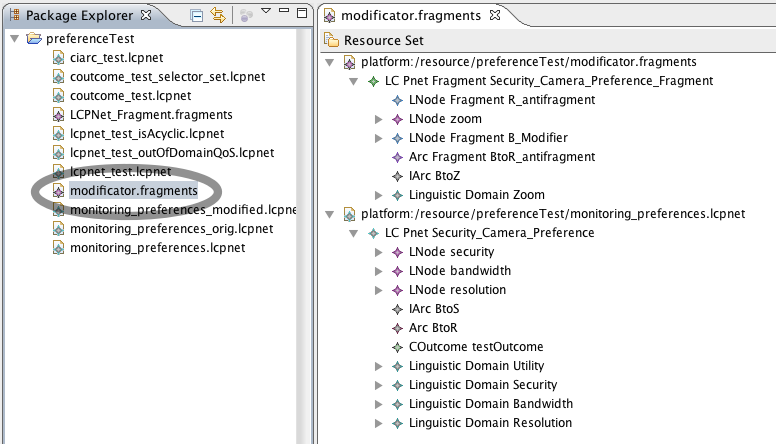 Package Explorer
preferenceTest
ciarc_test.lcpnet
coutcome_test_selector_set.lcpnet
coutcome_test.lcpnet
LCPNet_Fragment.fragments
lcpnet_test_isAcyclic.lcpnet
lcpnet_test_outOfDomainQoS.lcpnet
lcpnet_test.lcpnet
modificator.fragments
monitoring_preferences_modified.lcpne
monitoring_preferences_orig.lcpnet
monitoring_preferences.lcpnet
modificator.fragments
Resource Set
platform:/resource/preferenceTest/modificator.fragments
LC Pnet Fragment Security_Camera_Preference_Fragment
LNode Fragment R_antifragment
LNode zoom
LNode Fragment B_Modifier
Arc Fragment BtoR_antifragment
IArc BtoZ
Linguistic Domain Zoom
platform:/resource/preferenceTest/monitoring_preferences.lcpnet
LC Pnet Security_Camera_Preference
LNode security
LNode bandwidth
LNode resolution
IArc BtoS
Arc BtoR
COutcome testOutcome
Linguistic Domain Utility
Linguistic Domain Security
Linguistic Domain Bandwidth
Linguistic Domain Resolution